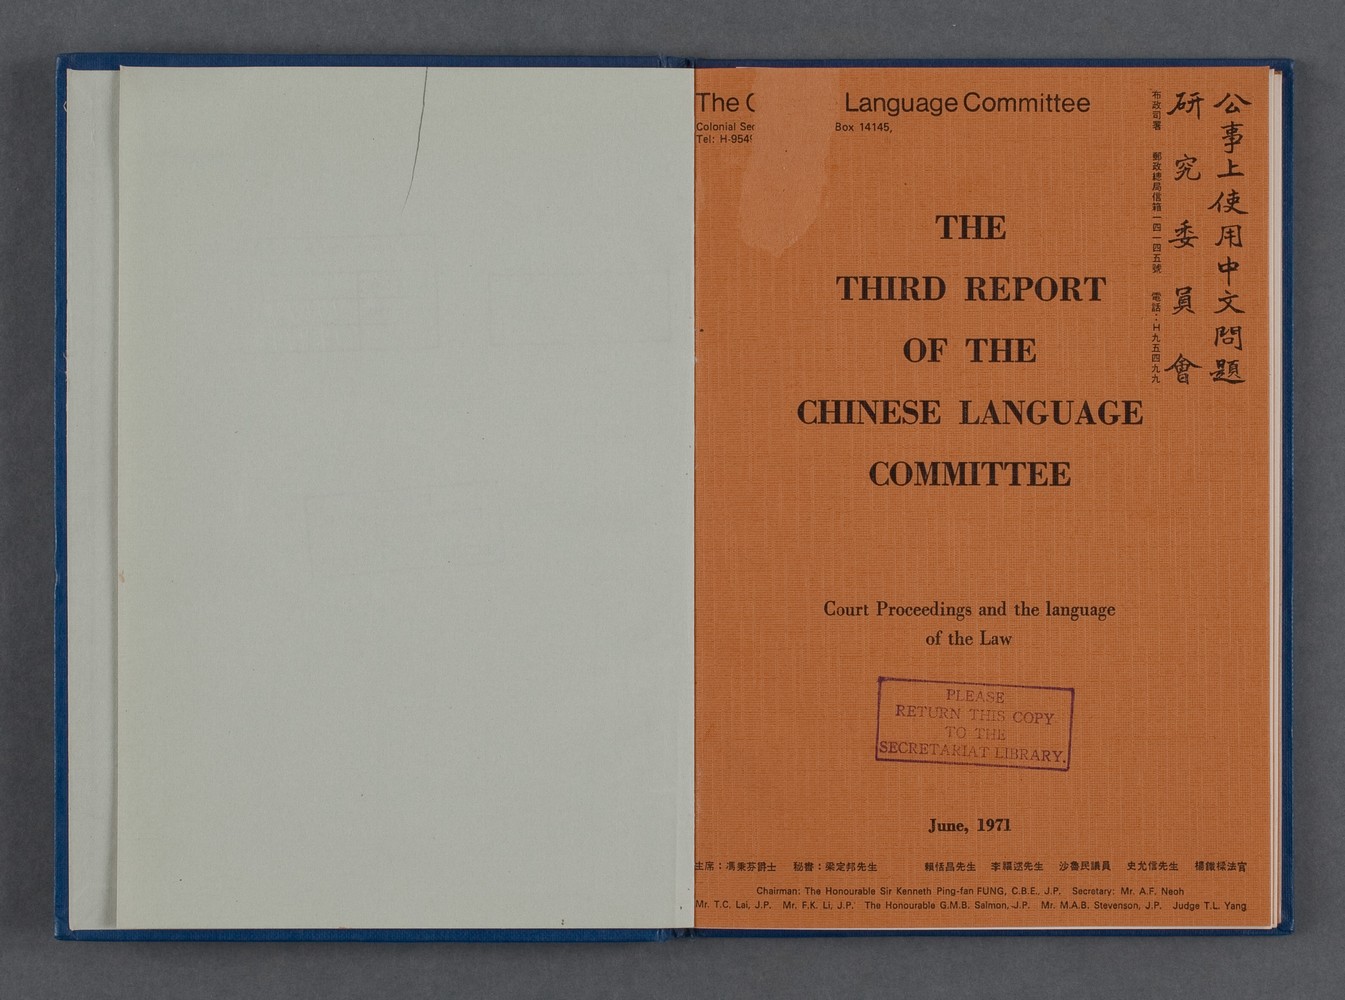 The C Language Committee
Colonial Sec Box 14145,
Tel: H-9549
公事上使用中文問題
研究委員會
布政司署 郵政總局信箱一四一四五號 電話：H九五四九九
THE
THIRD REPORT
OF THE
CHINESE LANGUAGE
COMMITTEE
Court Proceedings and the language
of the Law
PLEASE
RETURN THIS COPY
TO THE
SECRETARIAT LIBRARY.
June, 1971
主席：馮秉芬爵士 秘書：梁定邦先生 賴恬昌先生 李福逑先生 沙魯民議員 史尤信先生 楊鐵樑法官
Chairman: The Honourable Sir Kenneth Ping-fan FUNG, C.B.E., J.P. Secretary: Mr. A.F. Neoh
Mr. T.C. Lai, J.P. Mr. F.K. Li, J.P. The Honourable G.M.B. Salmon, J.P. Mr. M.A.B. Stevenson, J.P. Judge T.L. Yang